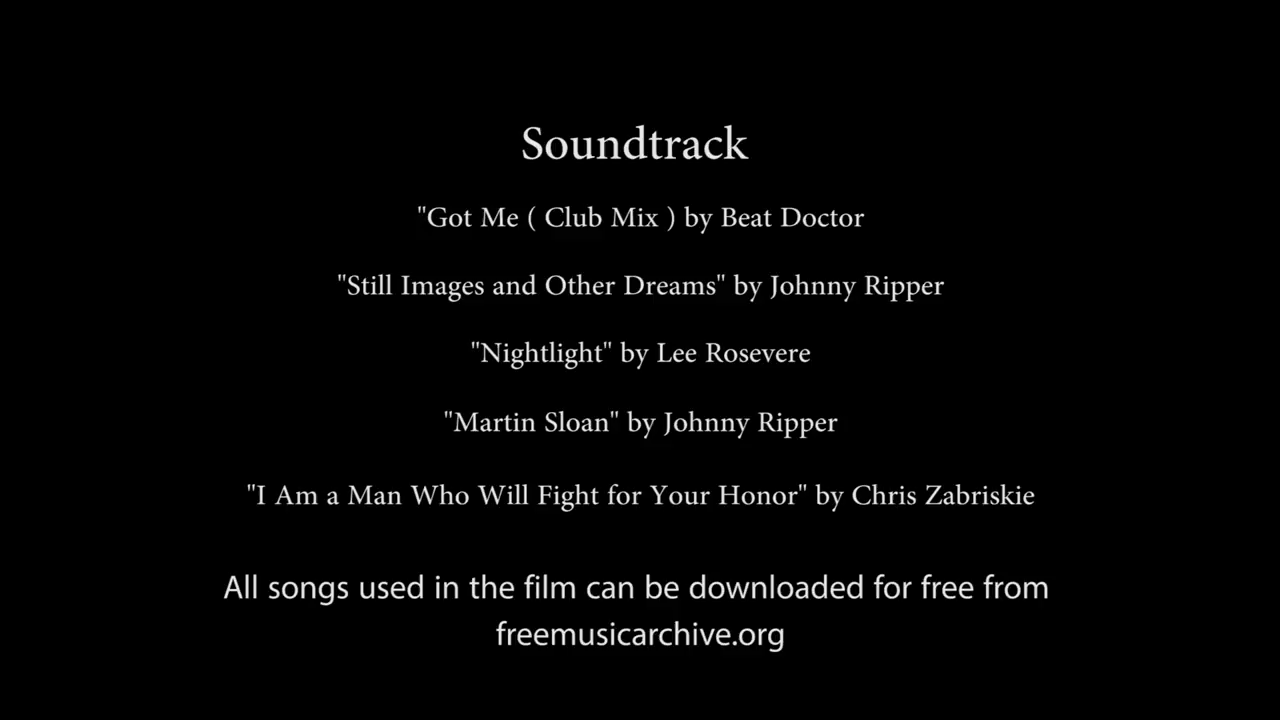 Soundtrack
"Got Me ( Club Mix ) by Beat Doctor
"Still Images and Other Dreams" by Johnny Ripper
"Nightlight" by Lee Rosevere
"Martin Sloan" by Johnny Ripper
"I Am a Man Who Will Fight for Your Honor" by Chris Zabriskie
All songs used in the film can be downloaded for free from
freemusicarchive.org